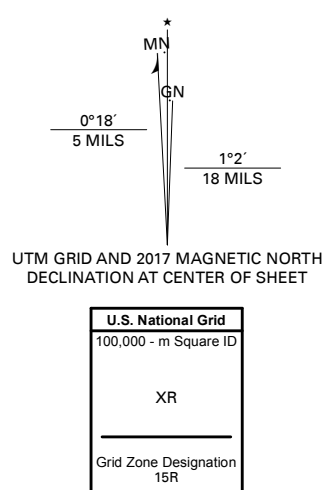 ★
MN
GN
0°18´
5 MILS
1°2´
18 MILS
UTM GRID AND 2017 MAGNETIC NORTH
DECLINATION AT CENTER OF SHEET
U.S. National Grid
100,000 - m Square ID
XR
Grid Zone Designation
15R